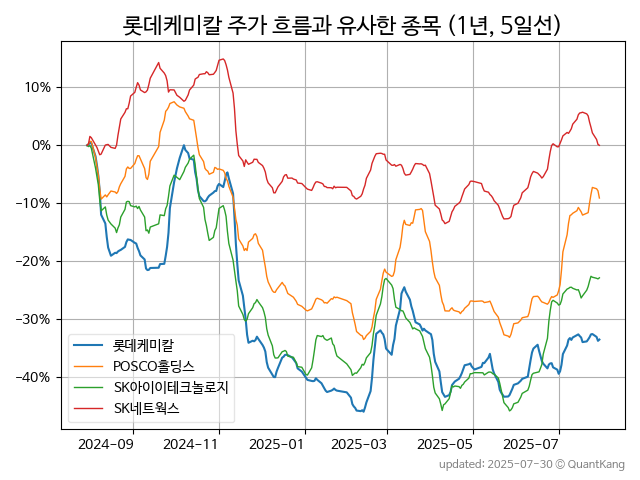 롯데케미칼 주가 흐름과 유사한 종목 (1년, 5일선)
10%
0%
−10%
−20%
−30%
−40%
롯데케미칼
POSCO홀딩스
SK아이이테크놀로지
SK네트웍스
2024-09
2024-11
2025-01
2025-03
2025-05
2025-07
updated: 2025-07-30 © QuantKang